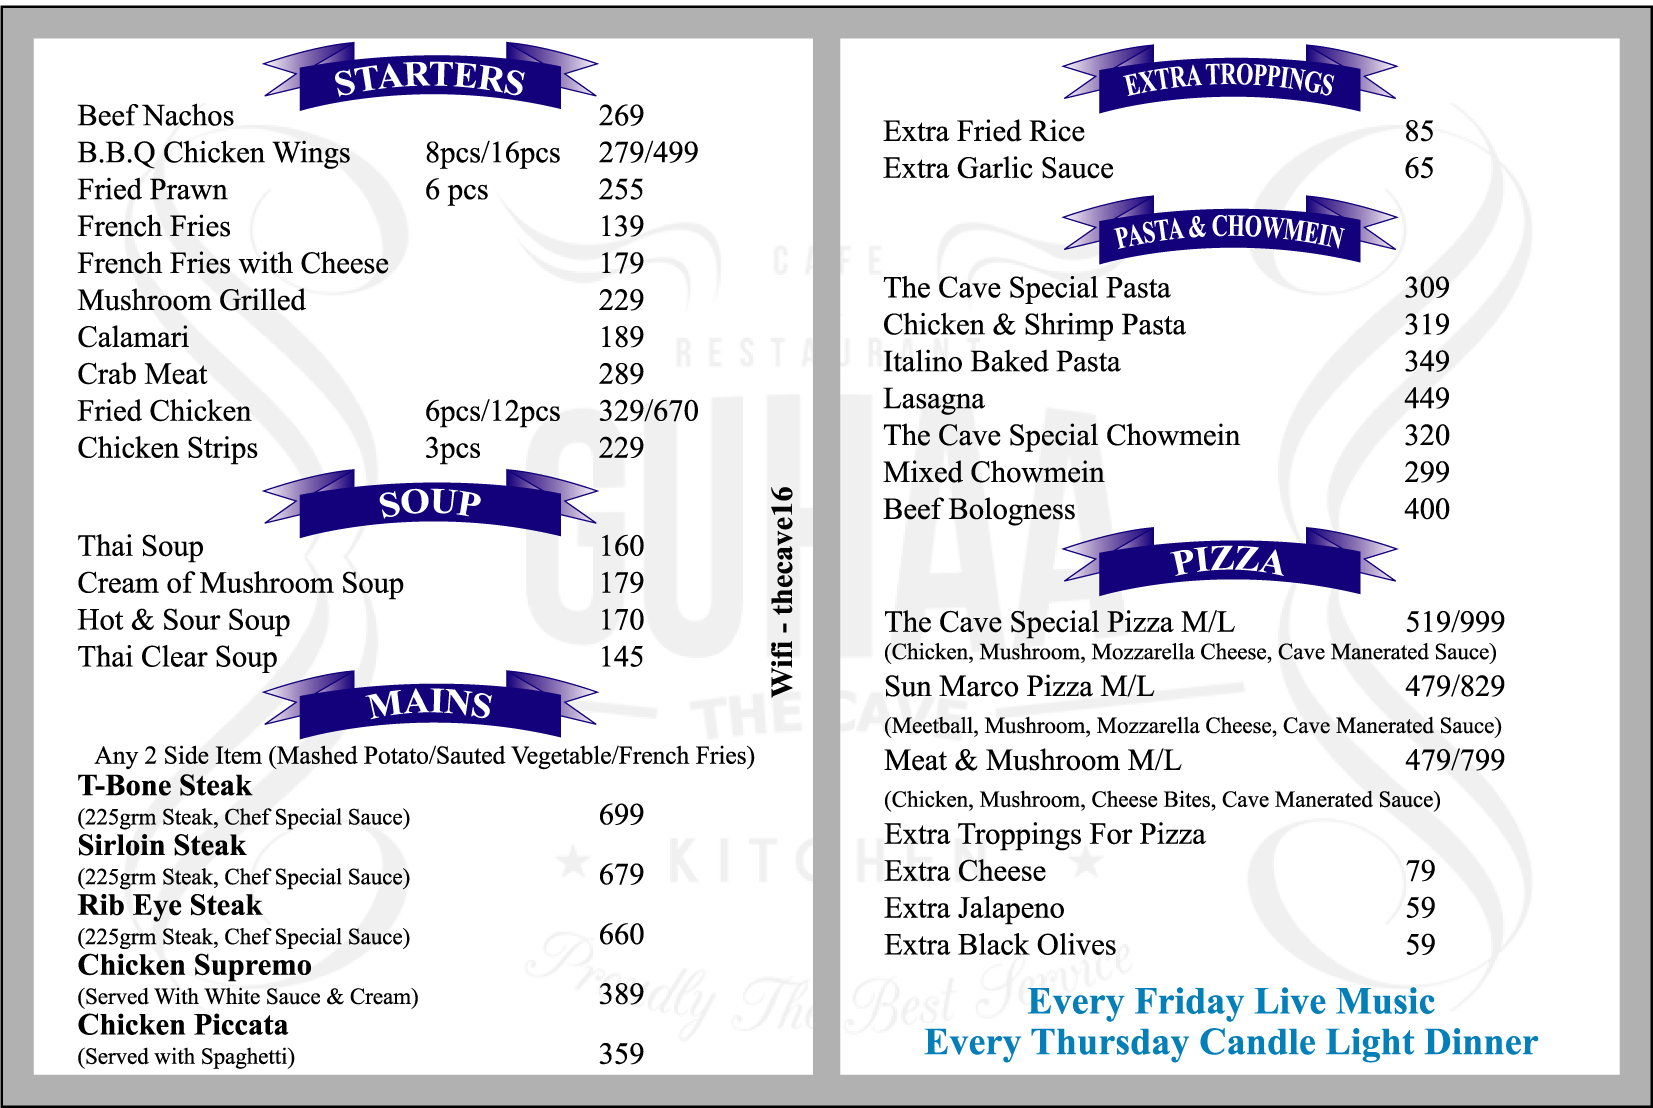 STARTERS
Beef Nachos 269
B.B.Q Chicken Wings 8pcs/16pcs 279/499
Fried Prawn 6 pcs 255
French Fries 139
French Fries with Cheese 179
Mushroom Grilled 229
Calamari 189
Crab Meat 289
Fried Chicken 6pcs/12pcs 329/670
Chicken Strips 3pcs 229
SOUP
Thai Soup 160
Cream of Mushroom Soup 179
Hot & Sour Soup 170
Thai Clear Soup 145
MAINS
Any 2 Side Item (Mashed Potato/Sauted Vegetable/French Fries)
T-Bone Steak
(225grm Steak, Chef Special Sauce) 699
Sirloin Steak
(225grm Steak, Chef Special Sauce) 679
Rib Eye Steak
(225grm Steak, Chef Special Sauce) 660
Chicken Supremo
(Served With White Sauce & Cream) 389
Chicken Piccata
(Served with Spaghetti) 359
Wifi - thecave16
EXTRA TROPPINGS
Extra Fried Rice 85
Extra Garlic Sauce 65
PASTA & CHOWMEIN
The Cave Special Pasta 309
Chicken & Shrimp Pasta 319
Italino Baked Pasta 349
Lasagna 449
The Cave Special Chowmein 320
Mixed Chowmein 299
Beef Bologness 400
PIZZA
The Cave Special Pizza M/L 519/999
(Chicken, Mushroom, Mozzarella Cheese, Cave Manerated Sauce)
Sun Marco Pizza M/L 479/829
(Meetball, Mushroom, Mozzarella Cheese, Cave Manerated Sauce)
Meat & Mushroom M/L 479/799
(Chicken, Mushroom, Cheese Bites, Cave Manerated Sauce)
Extra Troppings For Pizza
Extra Cheese 79
Extra Jalapeno 59
Extra Black Olives 59
Every Friday Live Music
Every Thursday Candle Light Dinner
CAFE
RESTAURANT
GUHAA
THE CAVE
KITCHEN
Proudly The Best Service